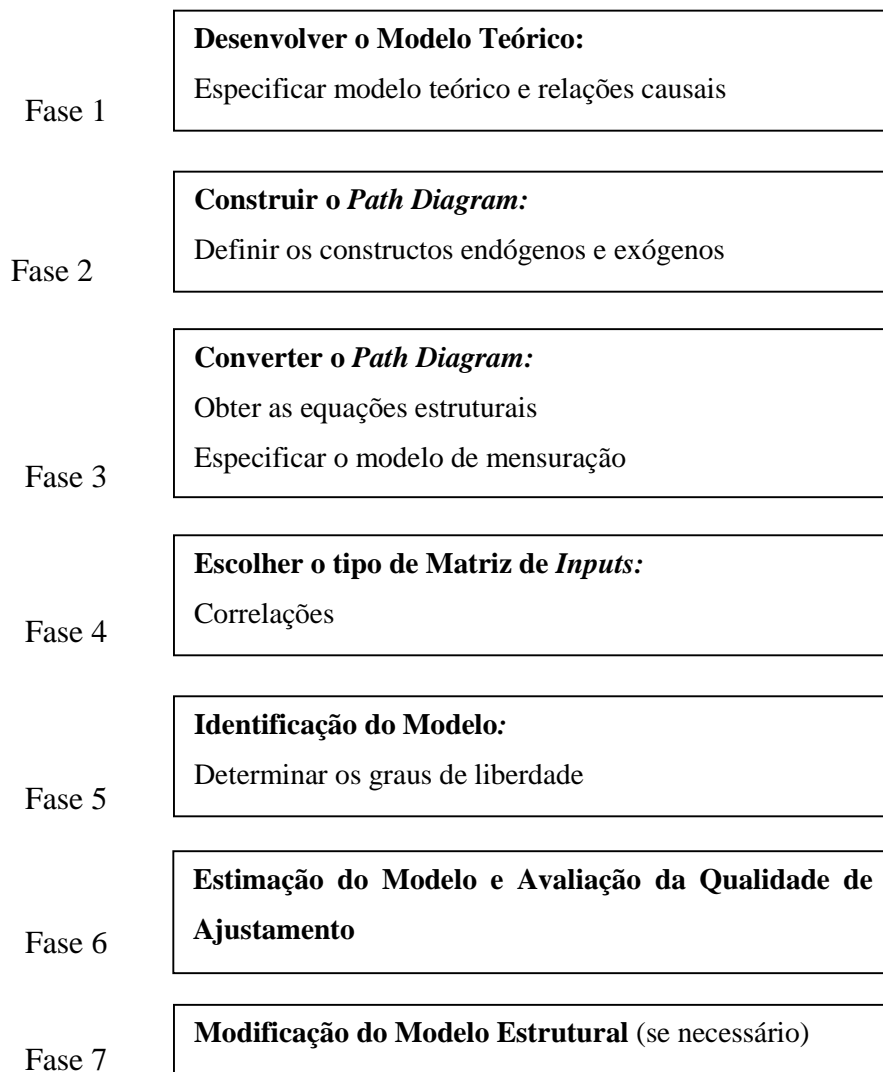 Desenvolver o Modelo Teórico:
Especificar modelo teórico e relações causais
Fase 1
Construir o Path Diagram:
Definir os constructos endógenos e exógenos
Fase 2
Converter o Path Diagram:
Obter as equações estruturais
Especificar o modelo de mensuração
Fase 3
Escolher o tipo de Matriz de Inputs:
Correlações
Fase 4
Identificação do Modelo:
Determinar os graus de liberdade
Fase 5
Estimação do Modelo e Avaliação da Qualidade de
Ajustamento
Fase 6
Modificação do Modelo Estrutural (se necessário)
Fase 7